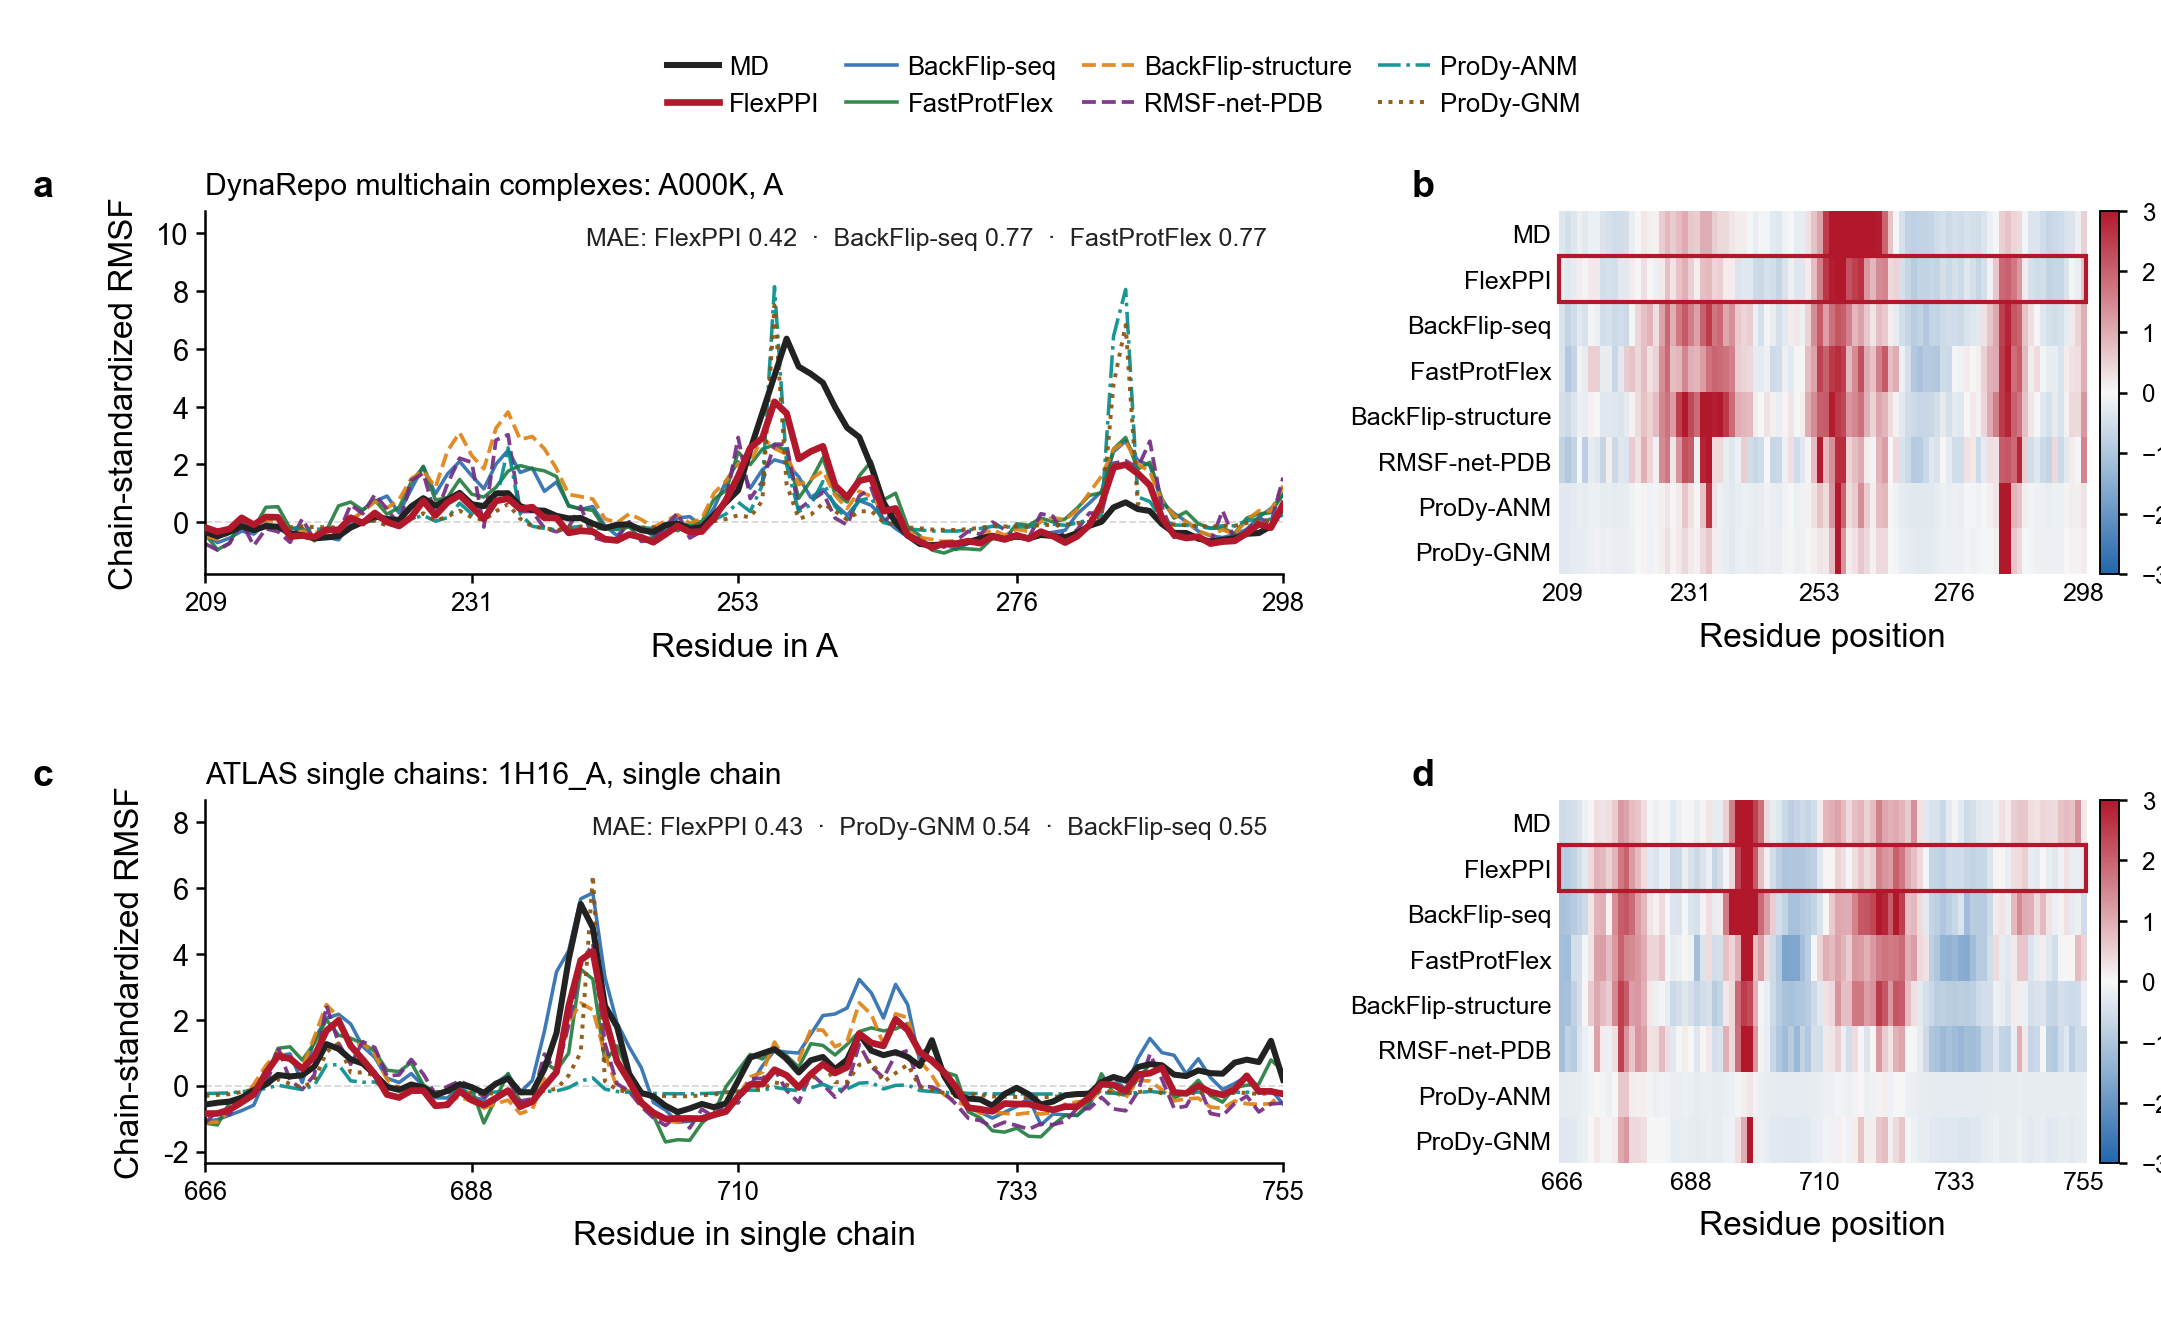 MD
BackFlip-seq
BackFlip-structure
ProDy-ANM
FlexPPI
FastProtFlex
RMSF-net-PDB
ProDy-GNM
a
DynaRepo multichain complexes: A000K, A
MAE: FlexPPI 0.42 · BackFlip-seq 0.77 · FastProtFlex 0.77
Chain-standardized RMSF
10
8
6
4
2
0
209 231 253 276 298
Residue in A
b
MD
FlexPPI
BackFlip-seq
FastProtFlex
BackFlip-structure
RMSF-net-PDB
ProDy-ANM
ProDy-GNM
209 231 253 276 298
Residue position
3
2
1
0
−1
−2
−3
c
ATLAS single chains: 1H16_A, single chain
MAE: FlexPPI 0.43 · ProDy-GNM 0.54 · BackFlip-seq 0.55
Chain-standardized RMSF
8
6
4
2
0
-2
666 688 710 733 755
Residue in single chain
d
MD
FlexPPI
BackFlip-seq
FastProtFlex
BackFlip-structure
RMSF-net-PDB
ProDy-ANM
ProDy-GNM
666 688 710 733 755
Residue position
3
2
1
0
−1
−2
−3